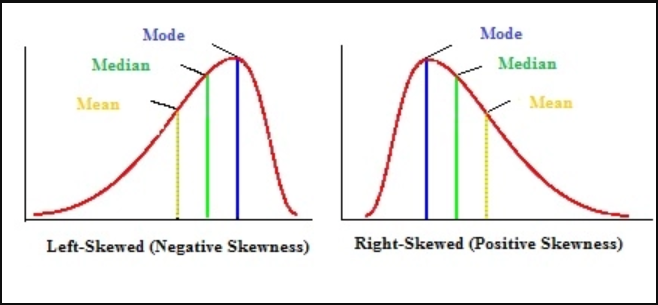 Mode
Median
Mean
Left-Skewed (Negative Skewness)
Mode
Median
Mean
Right-Skewed (Positive Skewness)